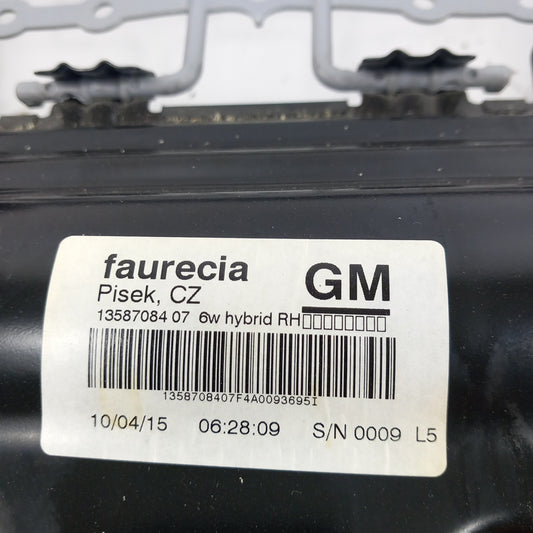 faurecia
GM
Pisek, CZ
13587084 07 6w hybrid RH□□□□□□□□
1358708407F4A0093695I
10/04/15 06:28:09 S/N 0009 L5